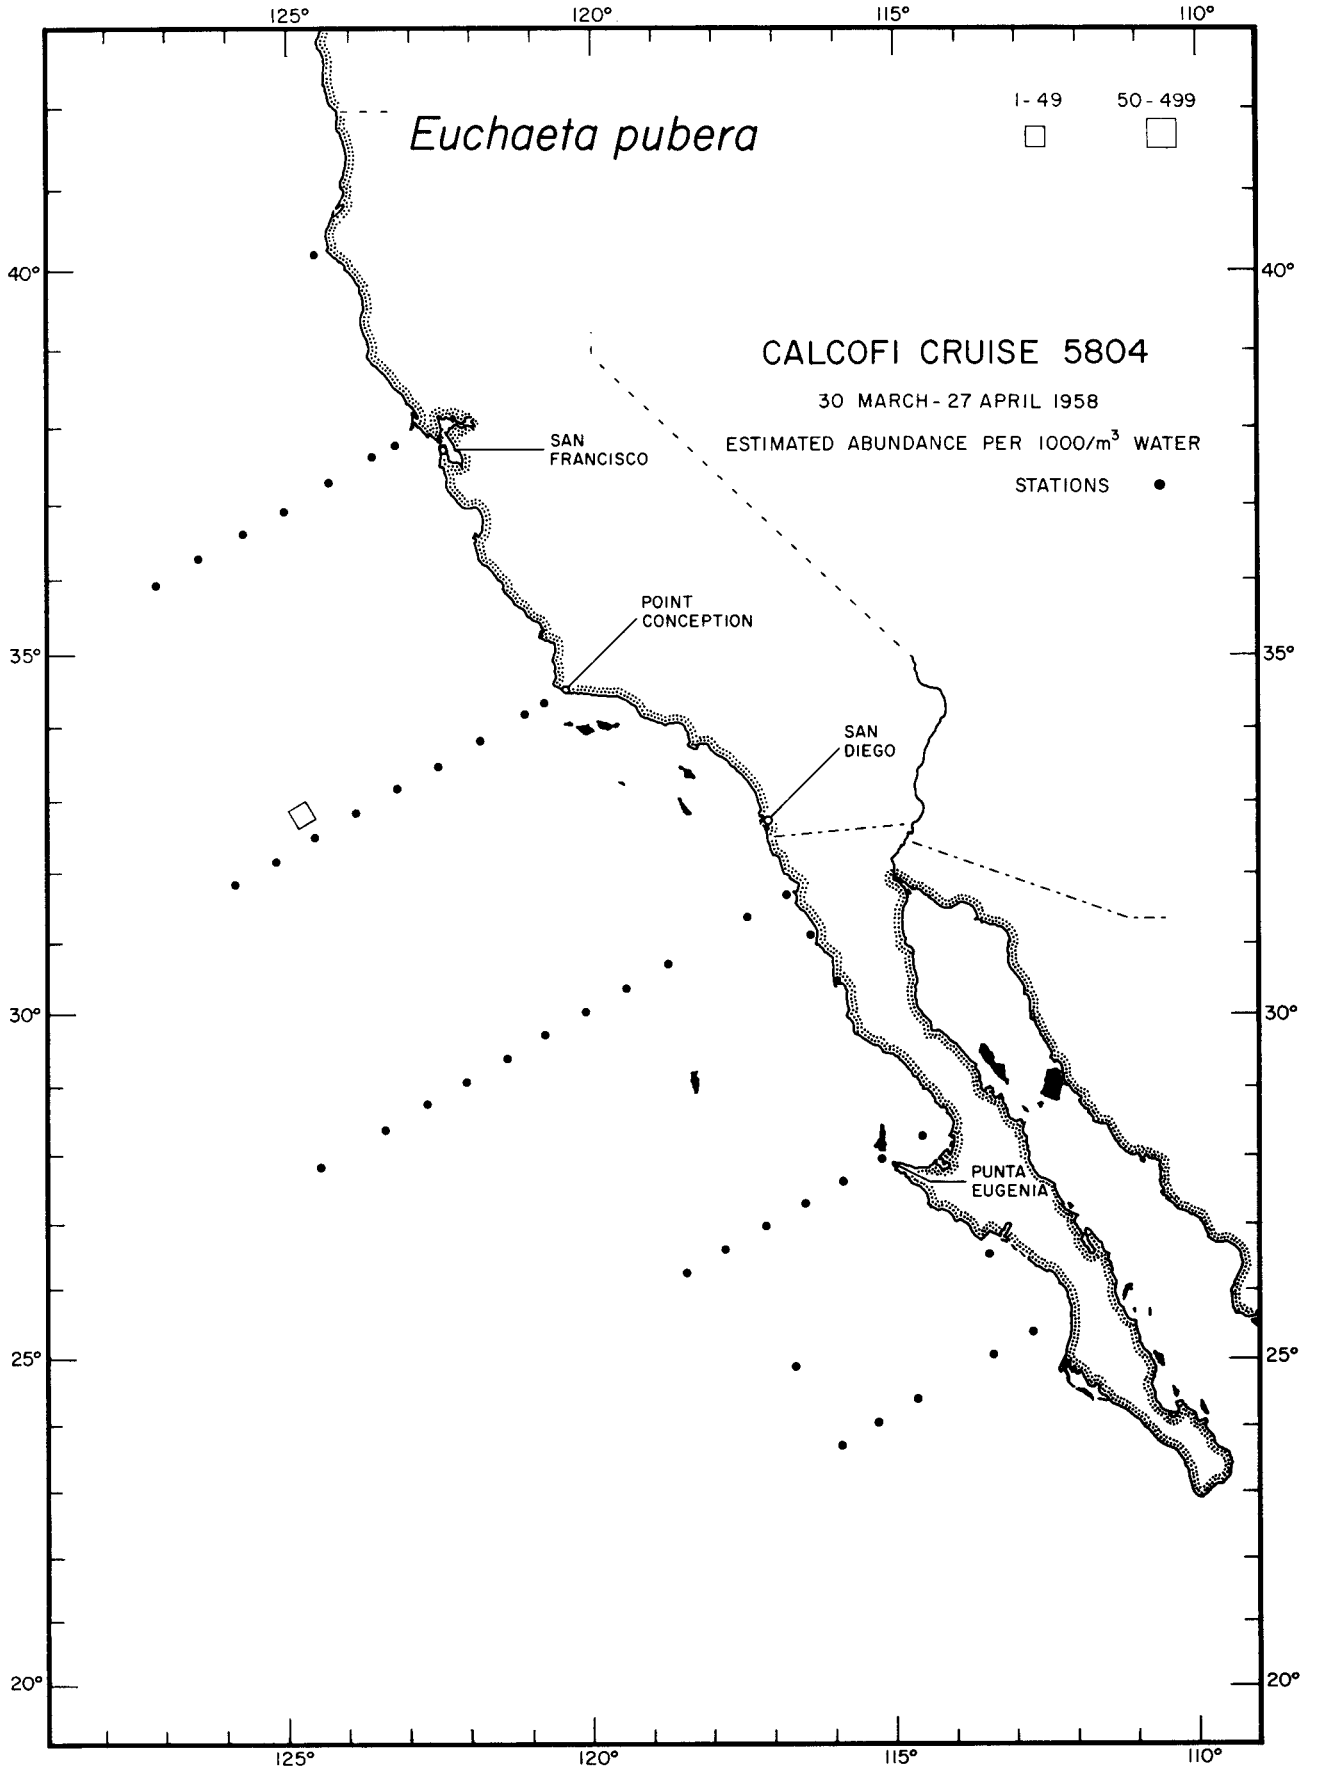 125° 120° 115° 110°
1-49 50-499
Euchaeta pubera
40° 40°
CALCOFI CRUISE 5804
30 MARCH-27 APRIL 1958
ESTIMATED ABUNDANCE PER 1000/m³ WATER
STATIONS
SAN
FRANCISCO
POINT
CONCEPTION
35° 35°
SAN
DIEGO
30° 30°
PUNTA
EUGENIA
25° 25°
20° 20°
125° 120° 115° 110°